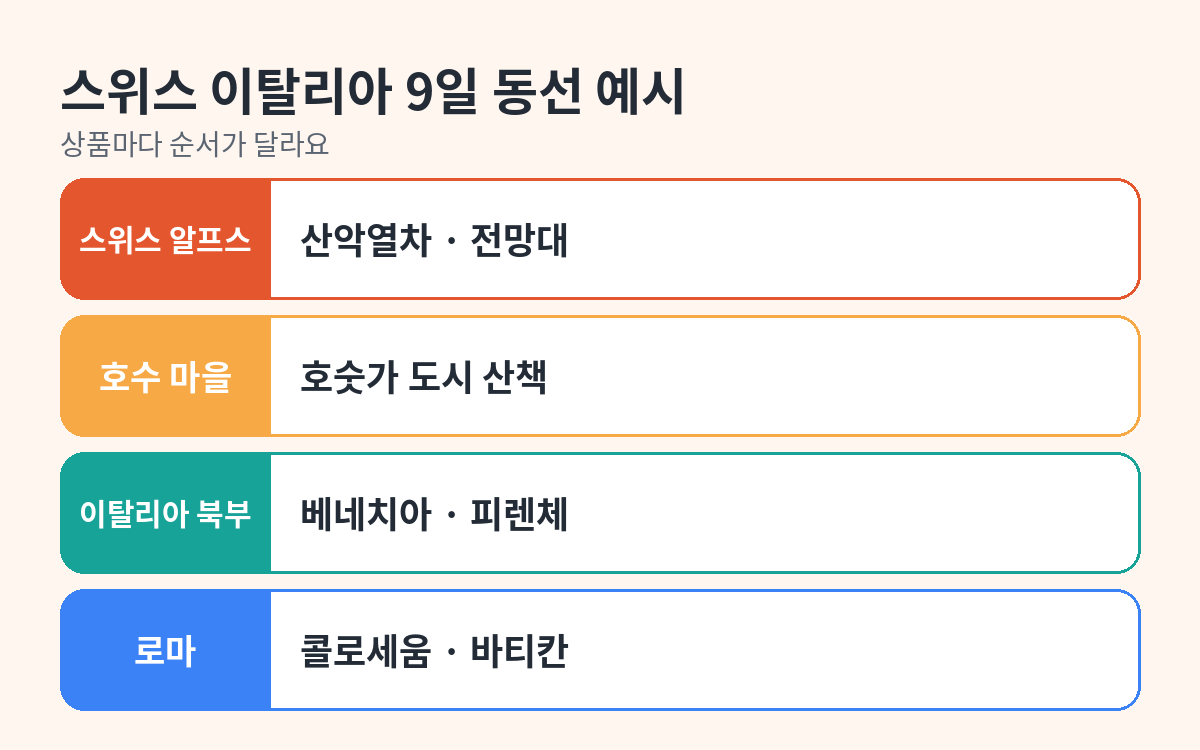 스위스 이탈리아 9일 동선 예시
상품마다 순서가 달라요
스위스 알프스
산악열차 · 전망대
호수 마을
호숫가 도시 산책
이탈리아 북부
베네치아 · 피렌체
로마
콜로세움 · 바티칸